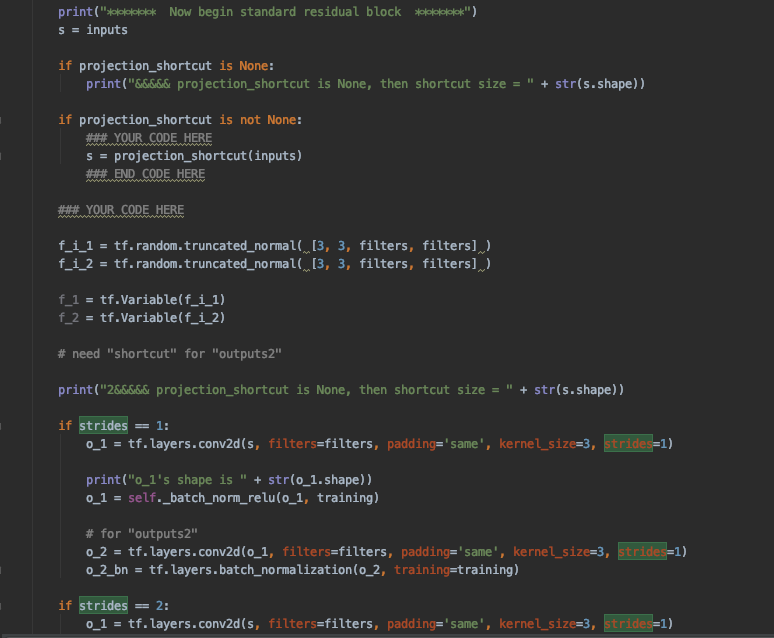 print("*******  Now begin standard residual block  *******")
s = inputs
if projection_shortcut is None:
print("&&&&& projection_shortcut is None, then shortcut size = " + str(s.shape))
if projection_shortcut is not None:
### YOUR CODE HERE
s = projection_shortcut(inputs)
### END CODE HERE
### YOUR CODE HERE
f_i_1 = tf.random.truncated_normal( [3, 3, filters, filters] )
f_i_2 = tf.random.truncated_normal( [3, 3, filters, filters] )
f_1 = tf.Variable(f_i_1)
f_2 = tf.Variable(f_i_2)
# need "shortcut" for "outputs2"
print("2&&&&& projection_shortcut is None, then shortcut size = " + str(s.shape))
if strides == 1:
o_1 = tf.layers.conv2d(s, filters=filters, padding='same', kernel_size=3, strides=1)
print("o_1's shape is " + str(o_1.shape))
o_1 = self._batch_norm_relu(o_1, training)
# for "outputs2"
o_2 = tf.layers.conv2d(o_1, filters=filters, padding='same', kernel_size=3, strides=1)
o_2_bn = tf.layers.batch_normalization(o_2, training=training)
if strides == 2:
o_1 = tf.layers.conv2d(s, filters=filters, padding='same', kernel_size=3, strides=1)